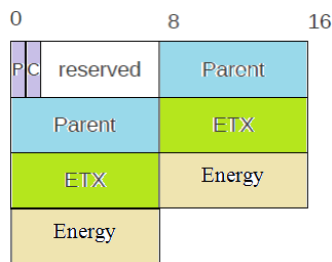 0 8 16
P C reserved Parent
Parent ETX
ETX Energy
Energy